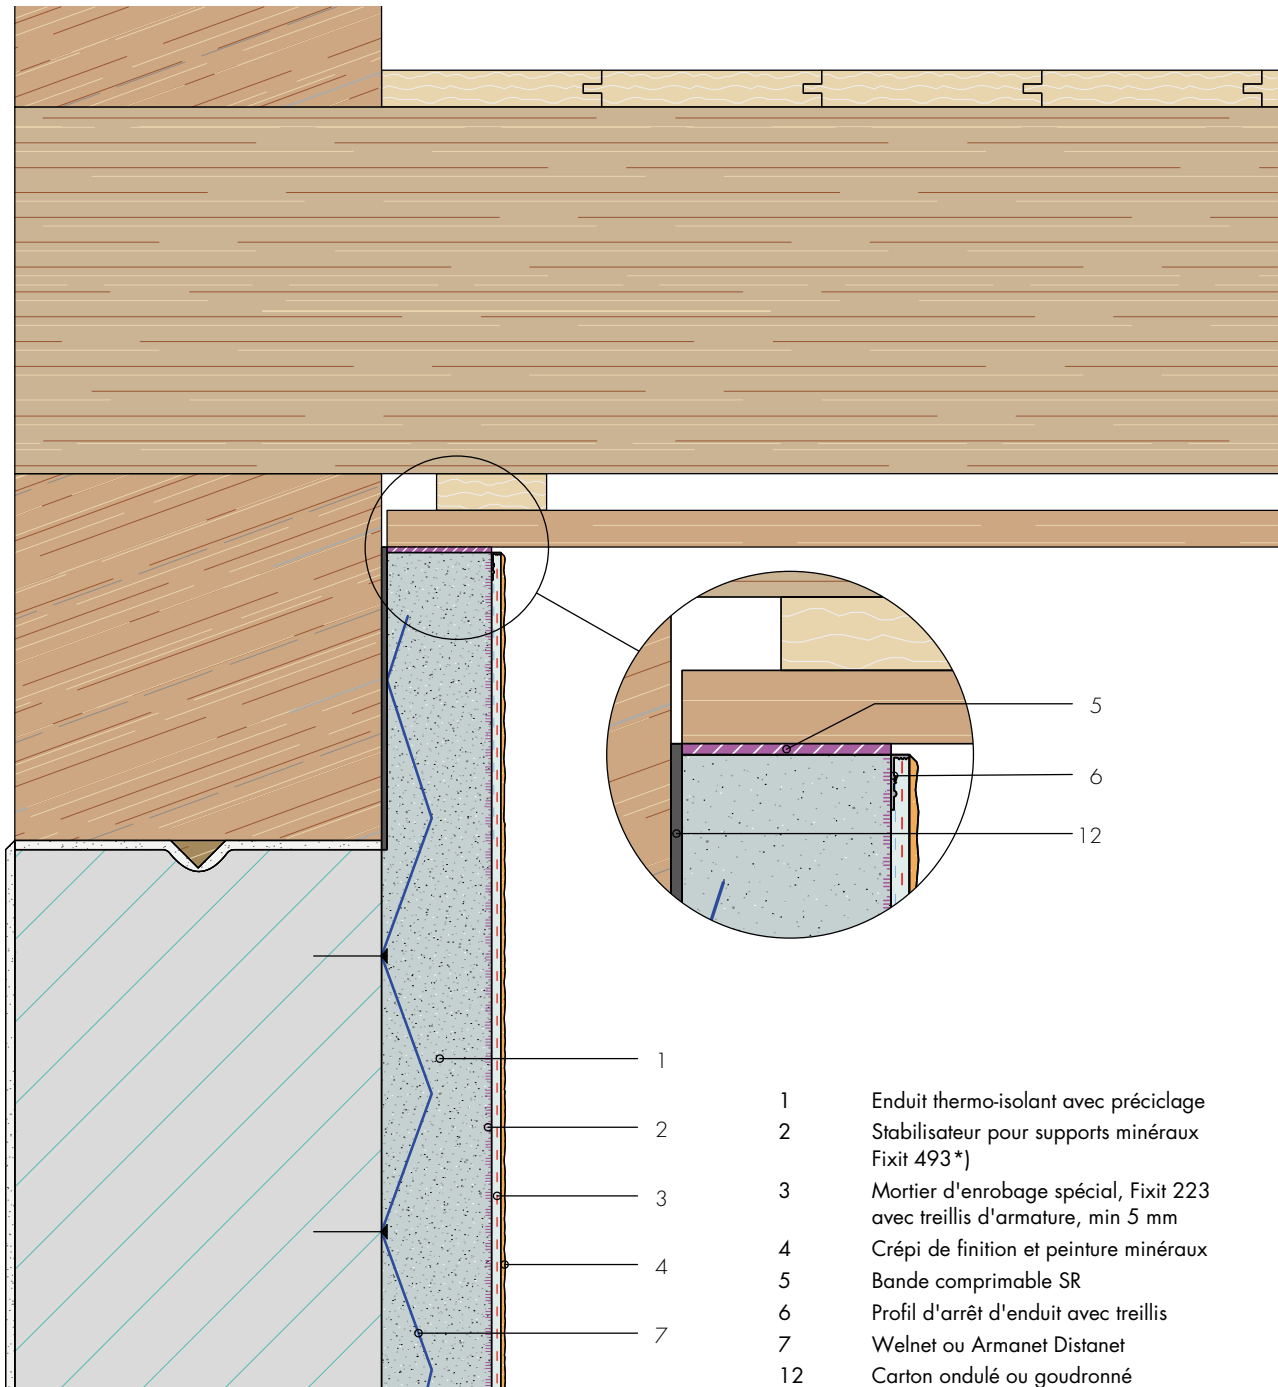 5
6
12
1
2
3
4
7
1 Enduit thermo-isolant avec préciclage
2 Stabilisateur pour supports minéraux
Fixit 493*)
3 Mortier d'enrobage spécial, Fixit 223
avec treillis d'armature, min 5 mm
4 Crépi de finition et peinture minéraux
5 Bande comprimable SR
6 Profil d'arrêt d'enduit avec treillis
7 Welnet ou Armanet Distanet
12 Carton ondulé ou goudronné